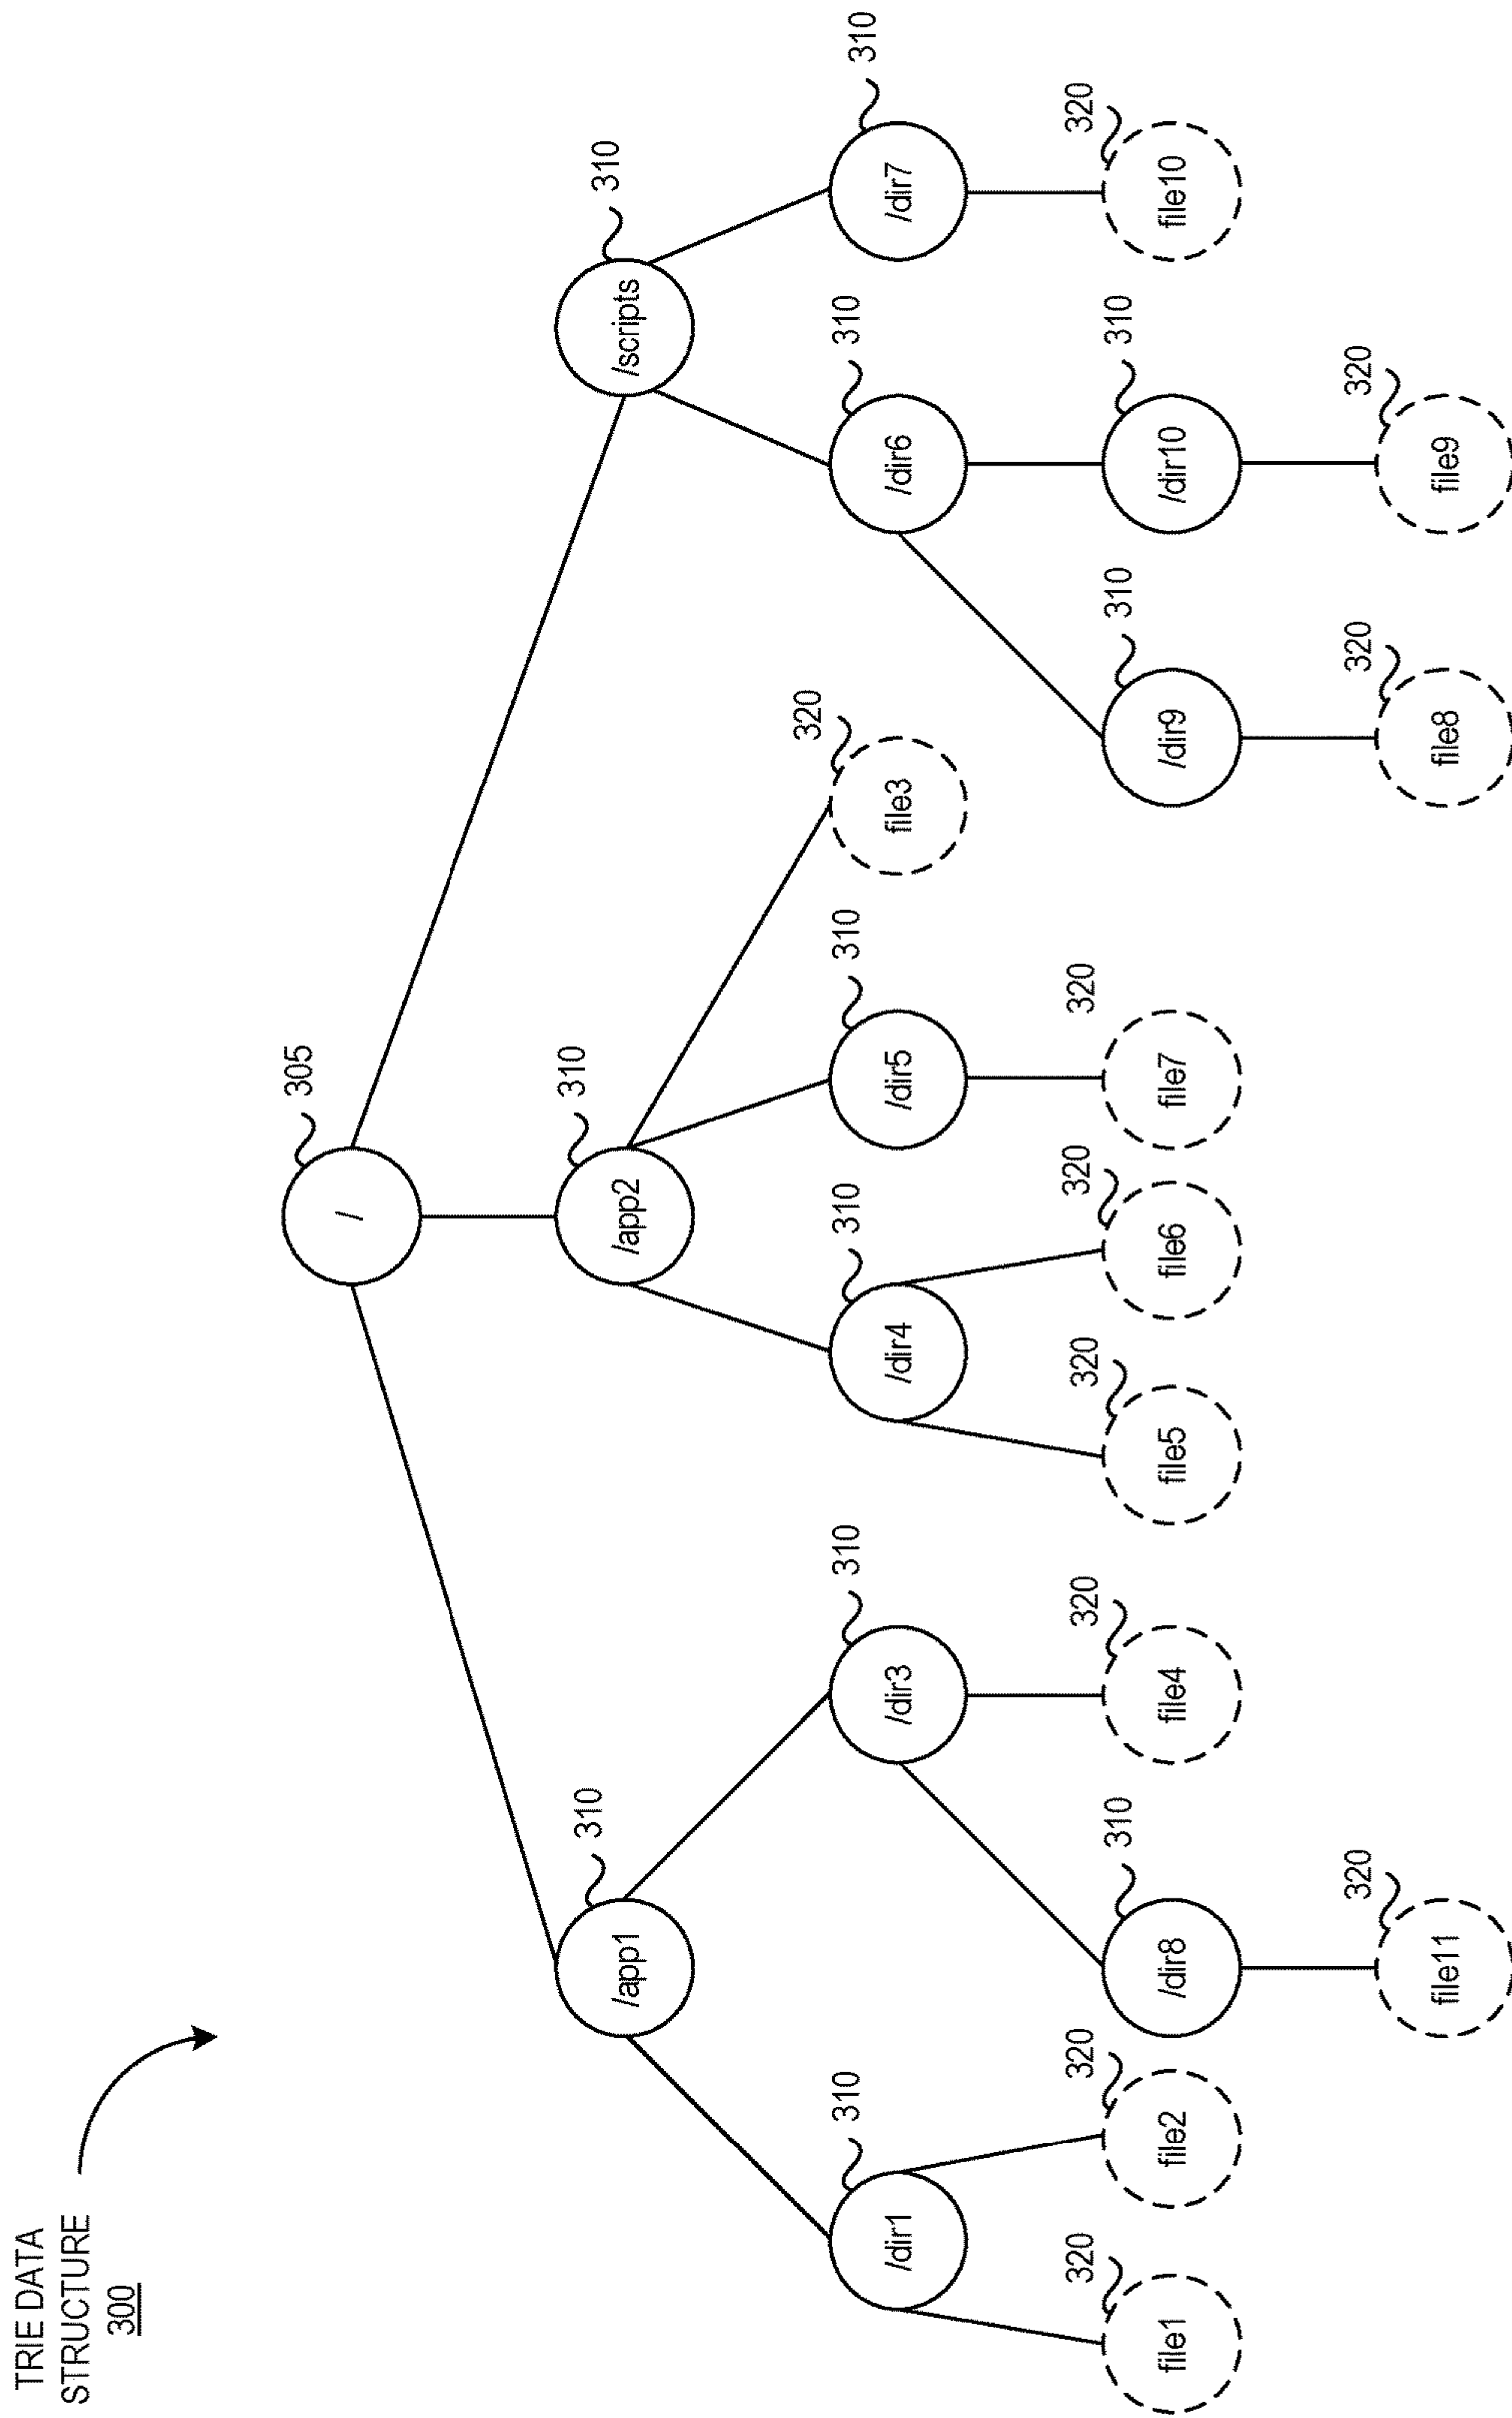 TRIE DATA
STRUCTURE
300
305
/
310
310
310
/app1
/app2
/scripts
310
310
310
310
320
310
310
/dir1
/dir3
/dir4
/dir5
file3
/dir6
/dir7
320
320
310
320
320
320
320
310
310
320
file1
file2
/dir8
file4
file5
file6
file7
/dir9
/dir10
file10
320
320
320
file11
file8
file9